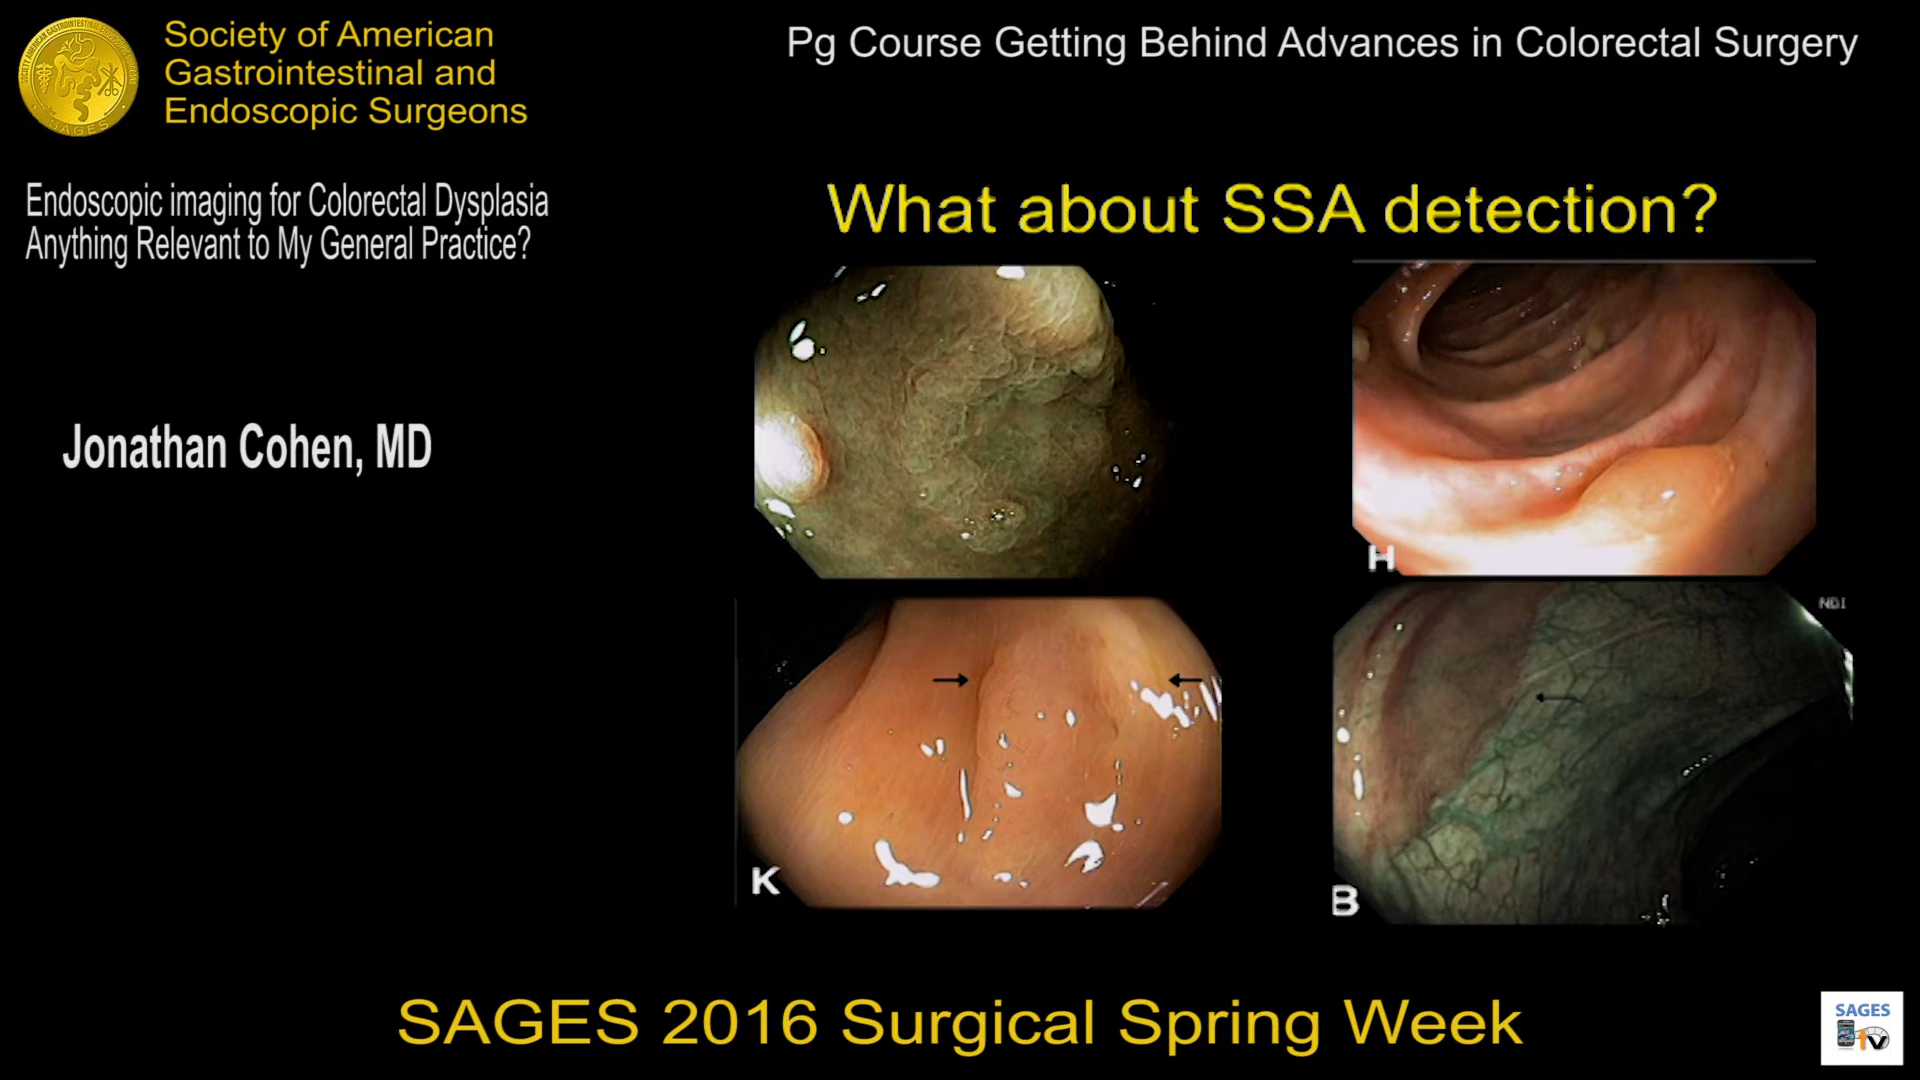 Society of American
Gastrointestinal and
Endoscopic Surgeons
Pg Course Getting Behind Advances in Colorectal Surgery
Endoscopic imaging for Colorectal Dysplasia
Anything Relevant to My General Practice?
Jonathan Cohen, MD
What about SSA detection?
H
K
B
SAGES 2016 Surgical Spring Week
SAGES
tv
SAGES